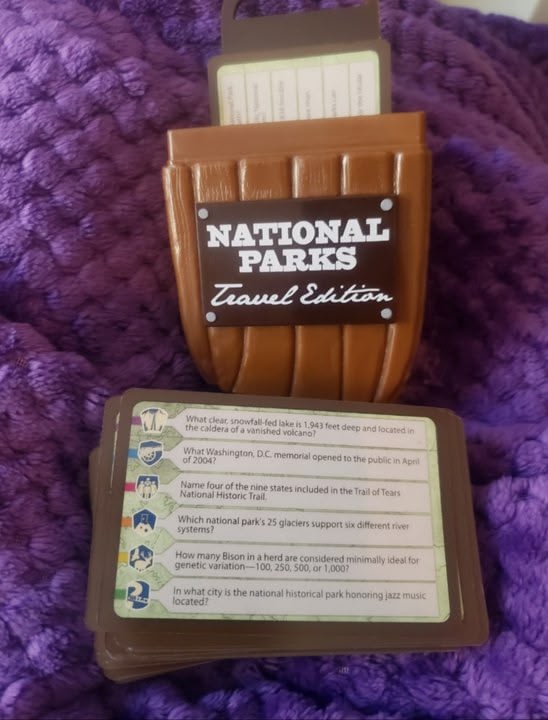 NATIONAL
PARKS
Travel Edition
What clear, snowfall-fed lake is 1,943 feet deep and located in
the caldera of a vanished volcano?
What Washington, D.C. memorial opened to the public in April
of 2004?
Name four of the nine states included in the Trail of Tears
National Historic Trail.
Which national park's 25 glaciers support six different river
systems?
How many Bison in a herd are considered minimally ideal for
genetic variation—100, 250, 500, or 1,000?
In what city is the national historical park honoring jazz music
located?